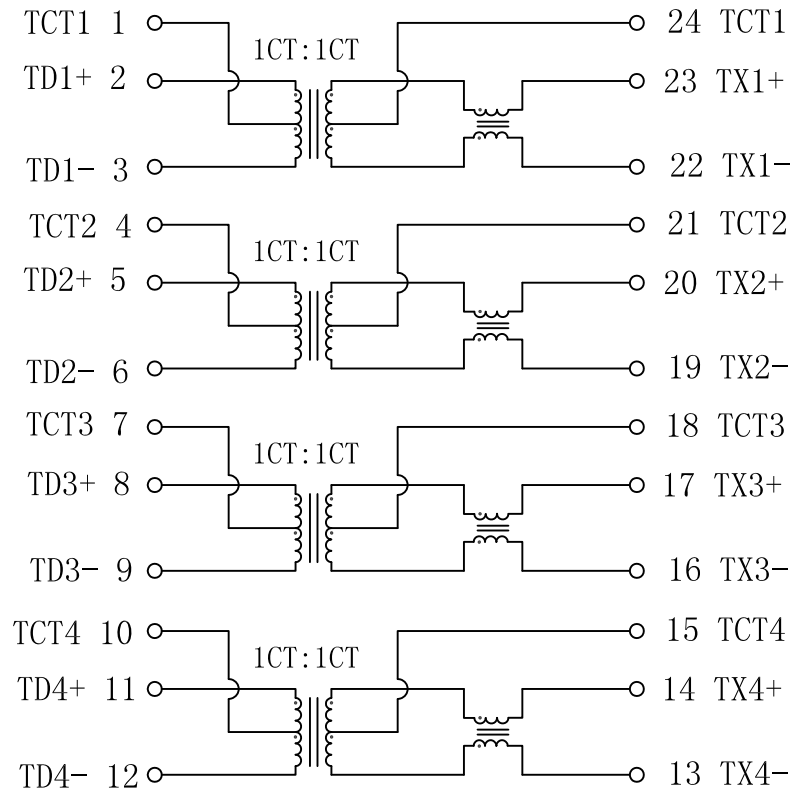 TCT1 1 24 TCT1
1CT:1CT
TD1+ 2 23 TX1+
TD1- 3 22 TX1-
TCT2 4 21 TCT2
1CT:1CT
TD2+ 5 20 TX2+
TD2- 6 19 TX2-
TCT3 7 18 TCT3
1CT:1CT
TD3+ 8 17 TX3+
TD3- 9 16 TX3-
TCT4 10 15 TCT4
1CT:1CT
TD4+ 11 14 TX4+
TD4- 12 13 TX4-